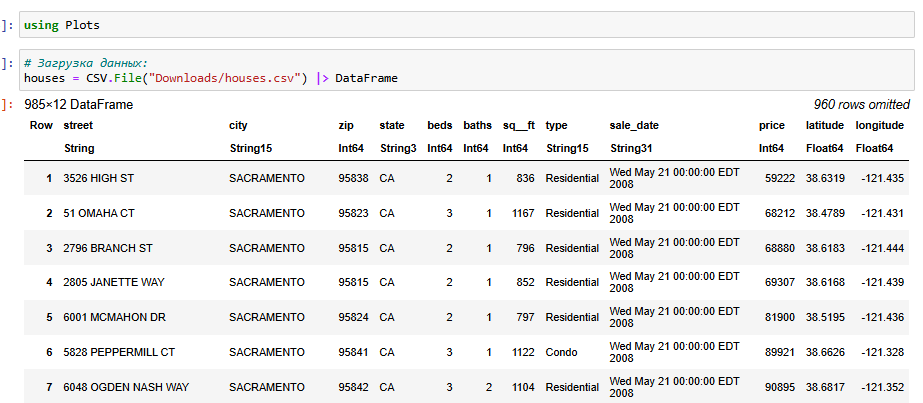 ]: using Plots
]: # Загрузка данных:
houses = CSV.File("Downloads/houses.csv") |> DataFrame
]: 985×12 DataFrame 960 rows omitted
Row street city zip state beds baths sq__ft type sale_date price latitude longitude
String String15 Int64 String3 Int64 Int64 Int64 String15 String31 Int64 Float64 Float64
1 3526 HIGH ST SACRAMENTO 95838 CA 2 1 836 Residential Wed May 21 00:00:00 EDT 2008 59222 38.6319 -121.435
2 51 OMAHA CT SACRAMENTO 95823 CA 3 1 1167 Residential Wed May 21 00:00:00 EDT 2008 68212 38.4789 -121.431
3 2796 BRANCH ST SACRAMENTO 95815 CA 2 1 796 Residential Wed May 21 00:00:00 EDT 2008 68880 38.6183 -121.444
4 2805 JANETTE WAY SACRAMENTO 95815 CA 2 1 852 Residential Wed May 21 00:00:00 EDT 2008 69307 38.6168 -121.439
5 6001 MCMAHON DR SACRAMENTO 95824 CA 2 1 797 Residential Wed May 21 00:00:00 EDT 2008 81900 38.5195 -121.436
6 5828 PEPPERMILL CT SACRAMENTO 95841 CA 3 1 1122 Condo Wed May 21 00:00:00 EDT 2008 89921 38.6626 -121.328
7 6048 OGDEN NASH WAY SACRAMENTO 95842 CA 3 2 1104 Residential Wed May 21 00:00:00 EDT 2008 90895 38.6817 -121.352